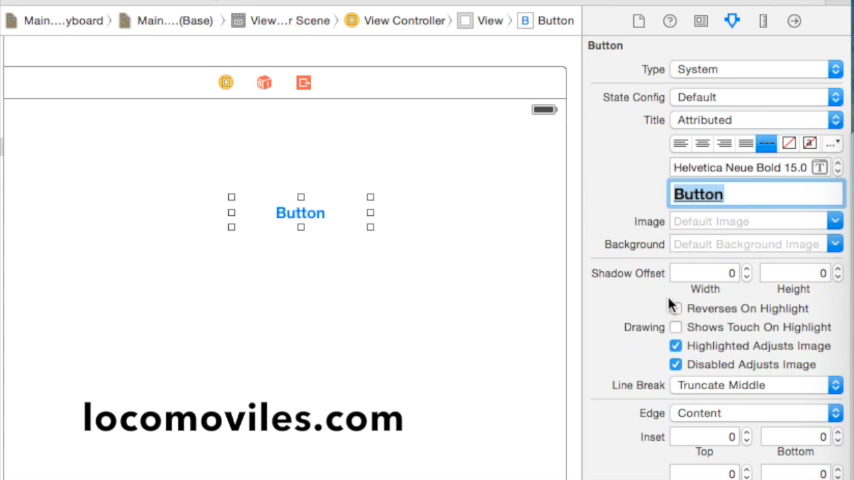 Main....yboard
Main....(Base)
View...r Scene
View Controller
View
B Button
Button
Type System
State Config Default
Title Attributed
Helvetica Neue Bold 15.0 T
Button
Button
Image Default Image
Background Default Background Image
Shadow Offset 0 0
Width Height
Reverses On Highlight
Drawing Shows Touch On Highlight
Highlighted Adjusts Image
Disabled Adjusts Image
Line Break Truncate Middle
locomoviles.com
Edge Content
Inset 0 0
Top Bottom
0 0